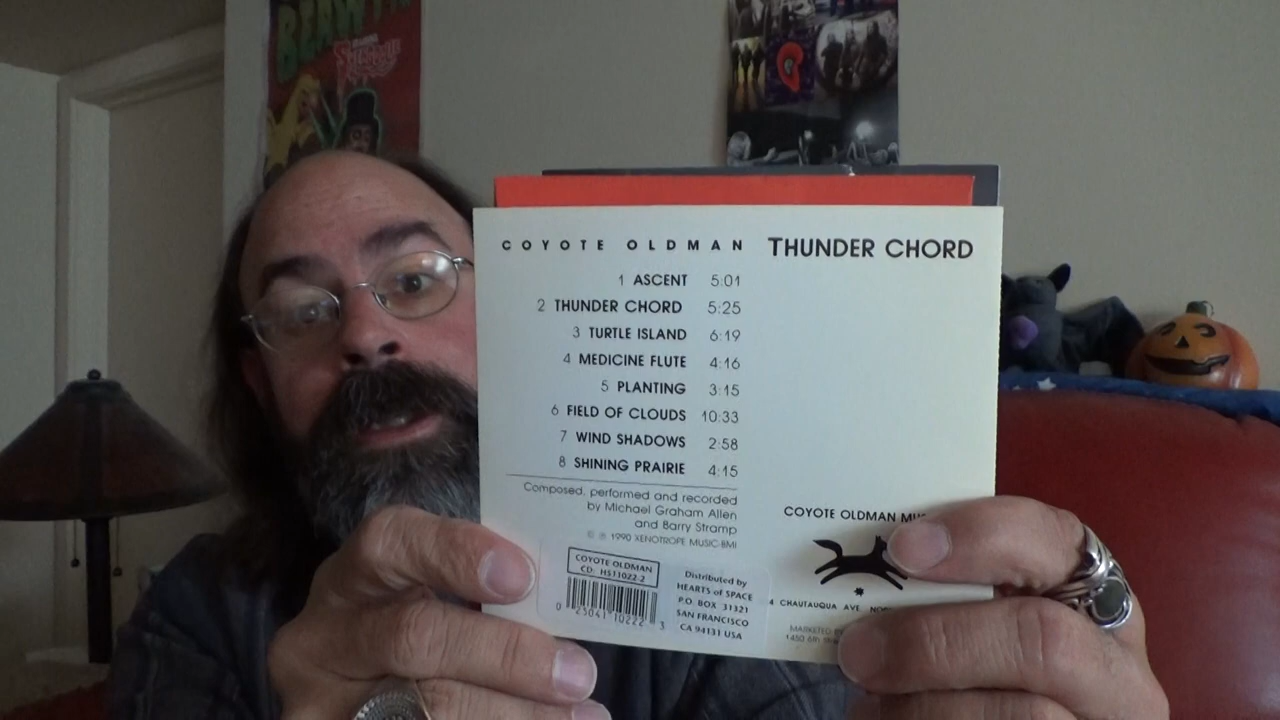 COYOTE OLDMAN THUNDER CHORD
1 ASCENT 5:01
2 THUNDER CHORD 5:25
3 TURTLE ISLAND 6:19
4 MEDICINE FLUTE 4:16
5 PLANTING 3:15
6 FIELD OF CLOUDS 10:33
7 WIND SHADOWS 2:58
8 SHINING PRAIRIE 4:15
Composed, performed and recorded
by Michael Graham Allen
and Barry Stramp
© ℗ 1990 XENOTROPE MUSIC-BMI
COYOTE OLDMAN
CD: HS11022-2
0 25041 10222 3
Distributed by
HEARTS of SPACE
P.O. BOX 31321
SAN FRANCISCO
CA 94131 USA
COYOTE OLDMAN
CHAUTAUQUA AVE.
MARKETED